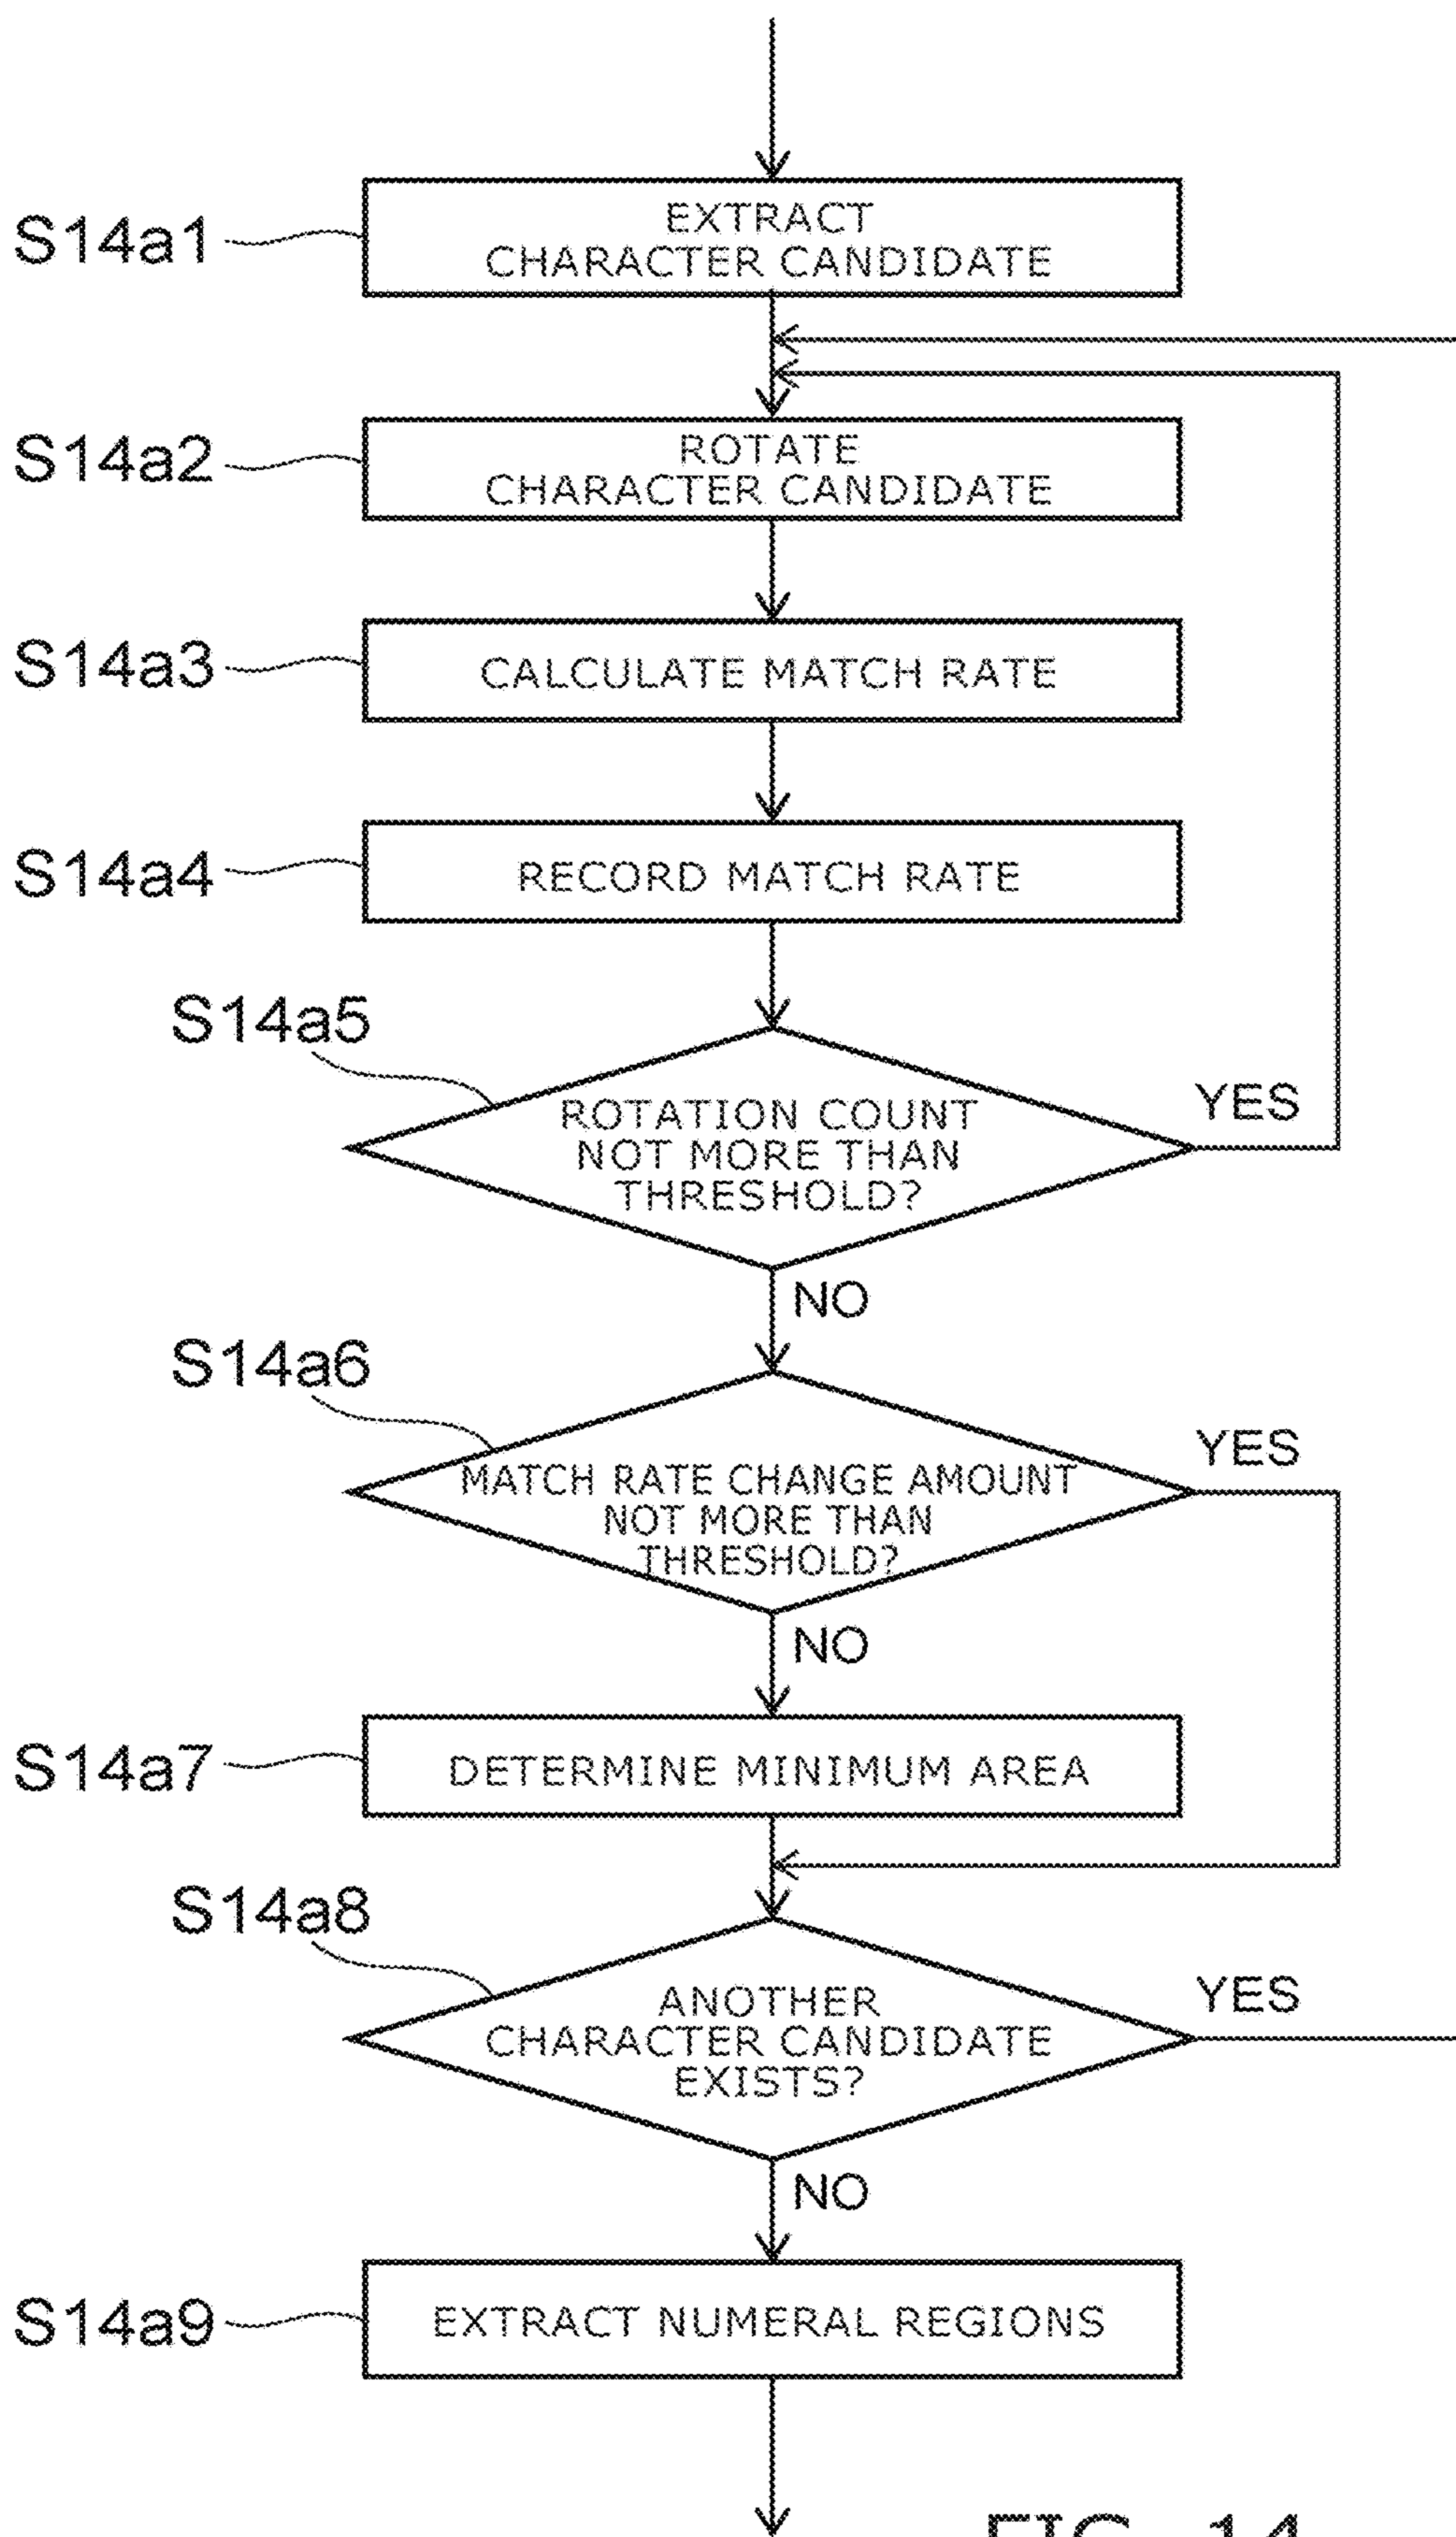 S14a1
EXTRACT
CHARACTER CANDIDATE
S14a2
ROTATE
CHARACTER CANDIDATE
S14a3
CALCULATE MATCH RATE
S14a4
RECORD MATCH RATE
S14a5
ROTATION COUNT
NOT MORE THAN
THRESHOLD?
YES
NO
S14a6
MATCH RATE CHANGE AMOUNT
NOT MORE THAN
THRESHOLD?
YES
NO
S14a7
DETERMINE MINIMUM AREA
S14a8
ANOTHER
CHARACTER CANDIDATE
EXISTS?
YES
NO
S14a9
EXTRACT NUMERAL REGIONS
FIG. 14